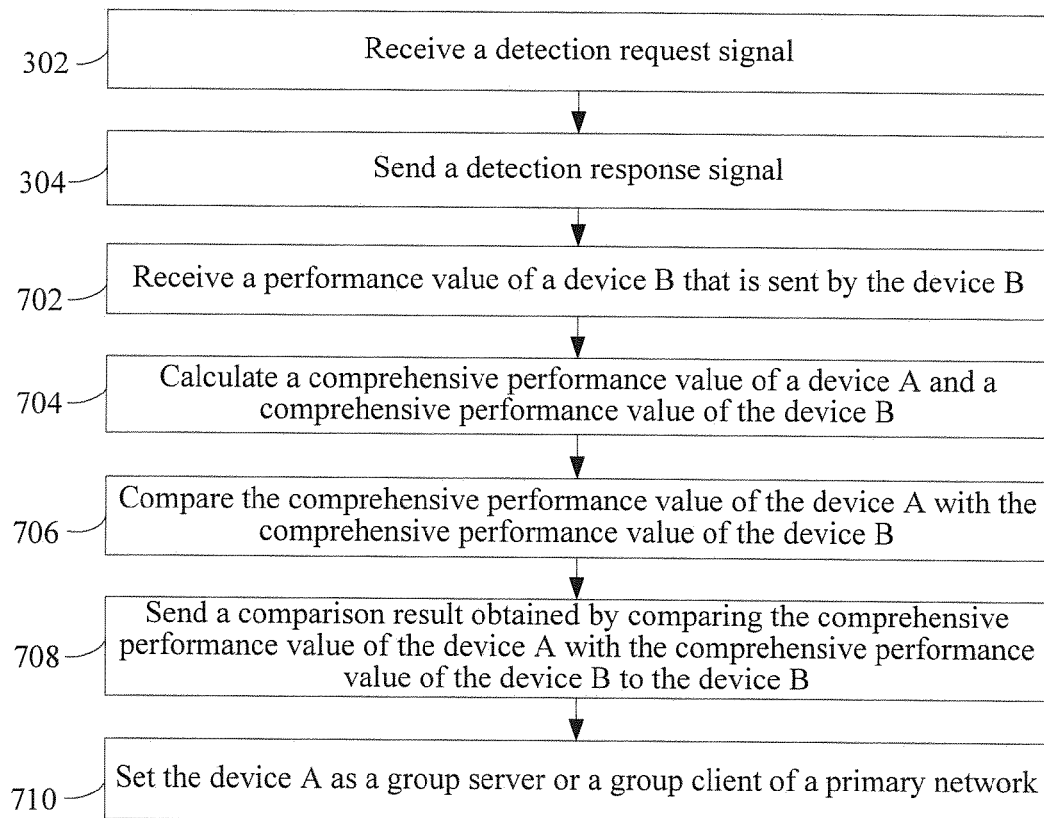 302
Receive a detection request signal
304
Send a detection response signal
702
Receive a performance value of a device B that is sent by the device B
704
Calculate a comprehensive performance value of a device A and a
comprehensive performance value of the device B
706
Compare the comprehensive performance value of the device A with the
comprehensive performance value of the device B
708
Send a comparison result obtained by comparing the comprehensive
performance value of the device A with the comprehensive performance
value of the device B to the device B
710
Set the device A as a group server or a group client of a primary network